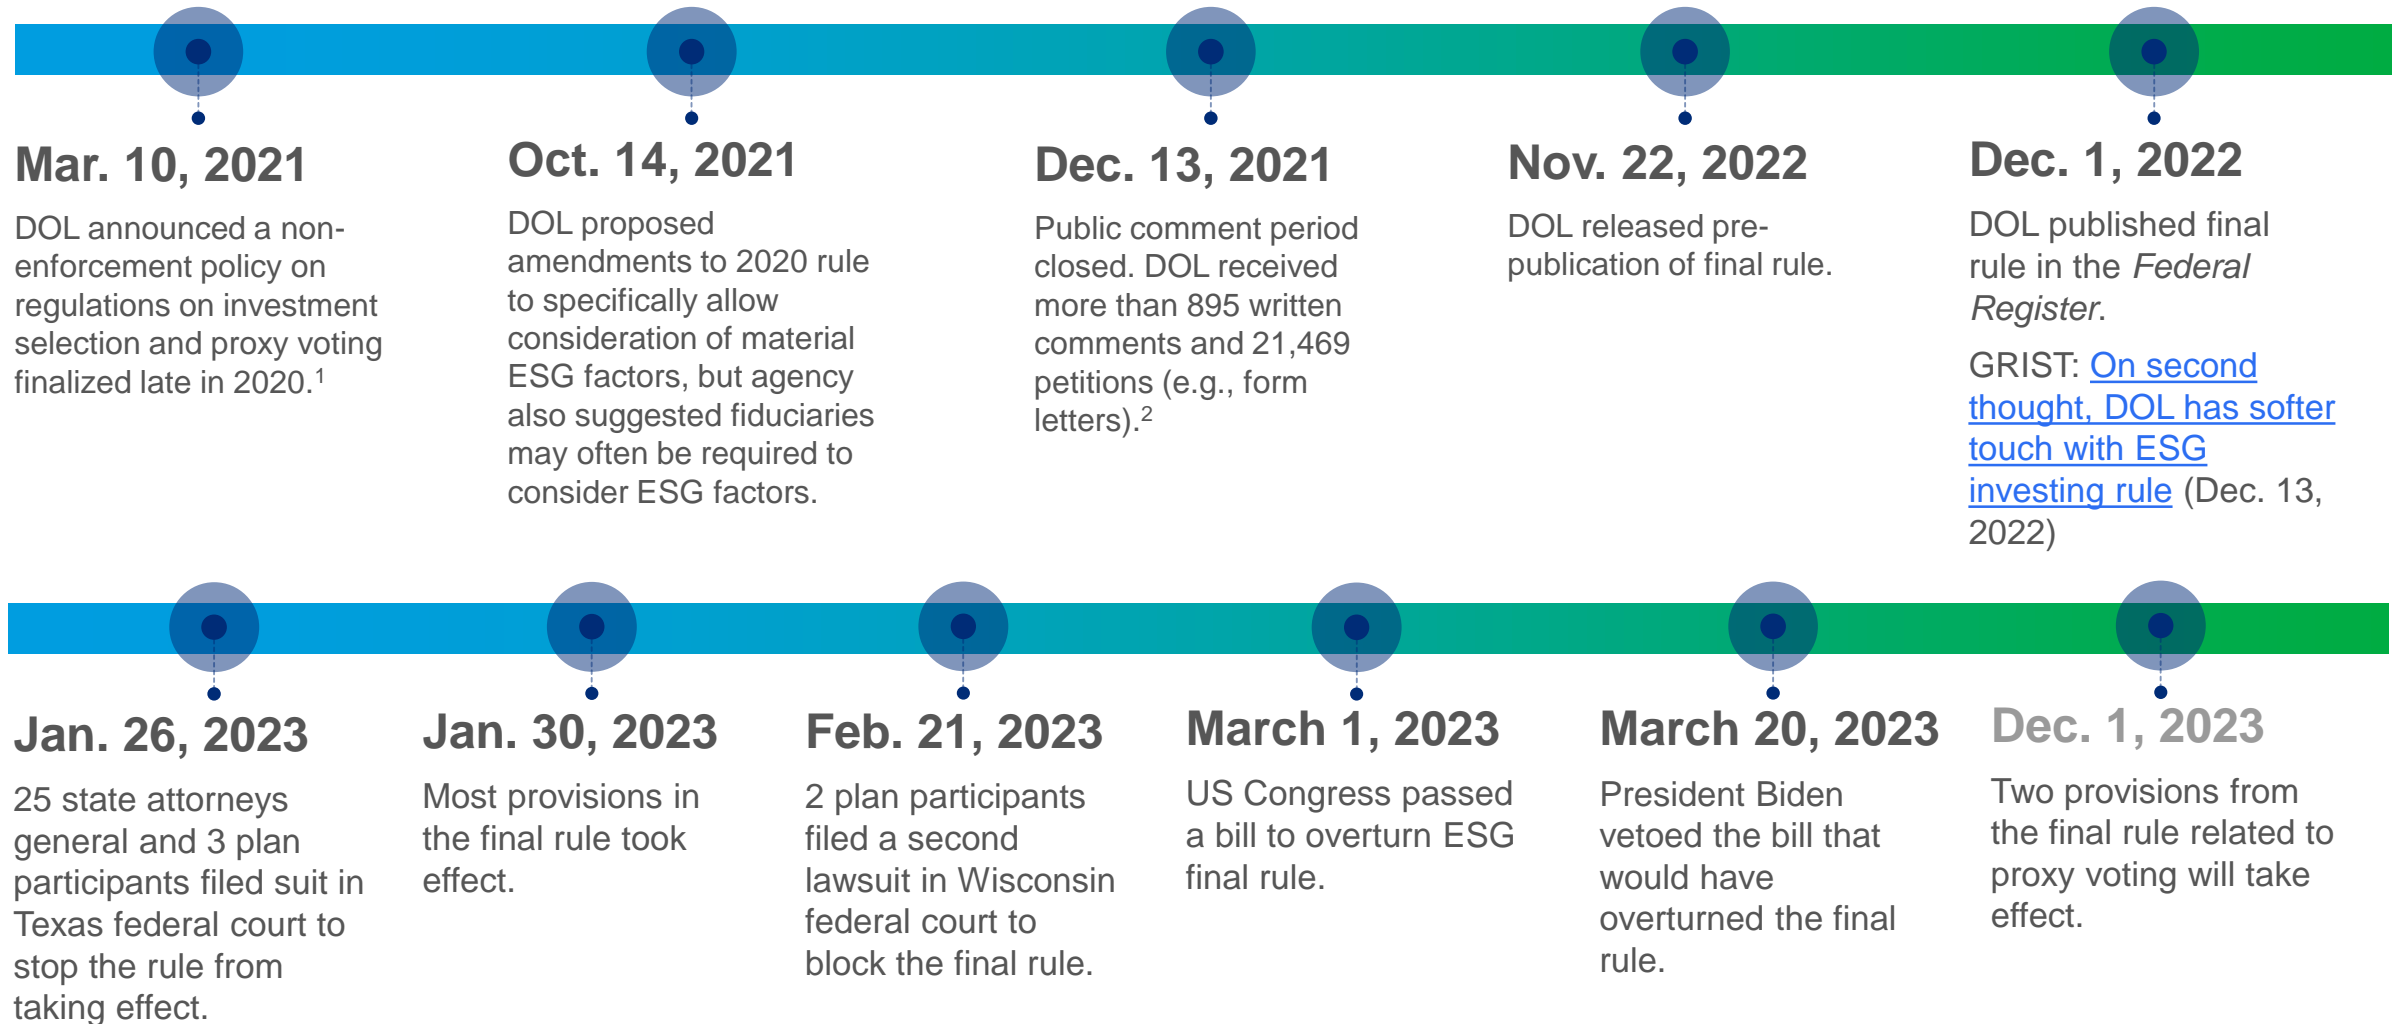 Mar. 10, 2021
DOL announced a non-
enforcement policy on
regulations on investment
selection and proxy voting
finalized late in 2020.¹
Oct. 14, 2021
DOL proposed
amendments to 2020 rule
to specifically allow
consideration of material
ESG factors, but agency
also suggested fiduciaries
may often be required to
consider ESG factors.
Dec. 13, 2021
Public comment period
closed. DOL received
more than 895 written
comments and 21,469
petitions (e.g., form
letters).²
Nov. 22, 2022
DOL released pre-
publication of final rule.
Dec. 1, 2022
DOL published final
rule in the Federal
Register.
GRIST: On second
thought, DOL has softer
touch with ESG
investing rule (Dec. 13,
2022)
Jan. 26, 2023
25 state attorneys
general and 3 plan
participants filed suit in
Texas federal court to
stop the rule from
taking effect.
Jan. 30, 2023
Most provisions in
the final rule took
effect.
Feb. 21, 2023
2 plan participants
filed a second
lawsuit in Wisconsin
federal court to
block the final rule.
March 1, 2023
US Congress passed
a bill to overturn ESG
final rule.
March 20, 2023
President Biden
vetoed the bill that
would have
overturned the final
rule.
Dec. 1, 2023
Two provisions from
the final rule related to
proxy voting will take
effect.